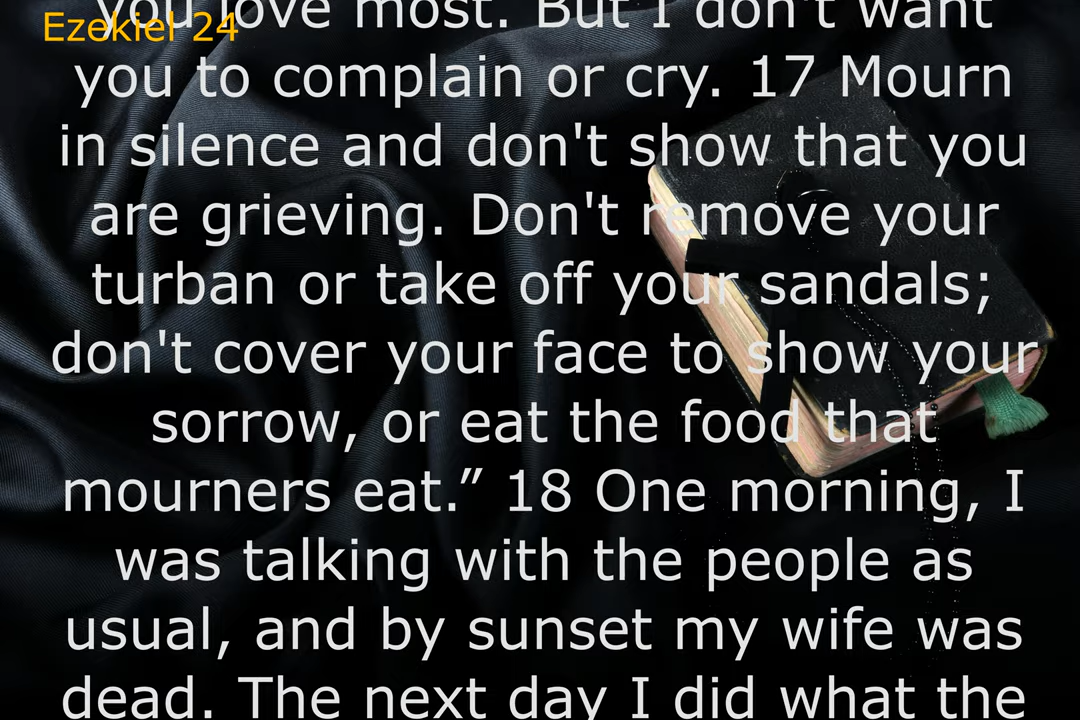 Ezekiel 24
you love most. But I don't want
you to complain or cry. 17 Mourn
in silence and don't show that you
are grieving. Don't remove your
turban or take off your sandals;
don't cover your face to show your
sorrow, or eat the food that
mourners eat.” 18 One morning, I
was talking with the people as
usual, and by sunset my wife was
dead. The next day I did what the